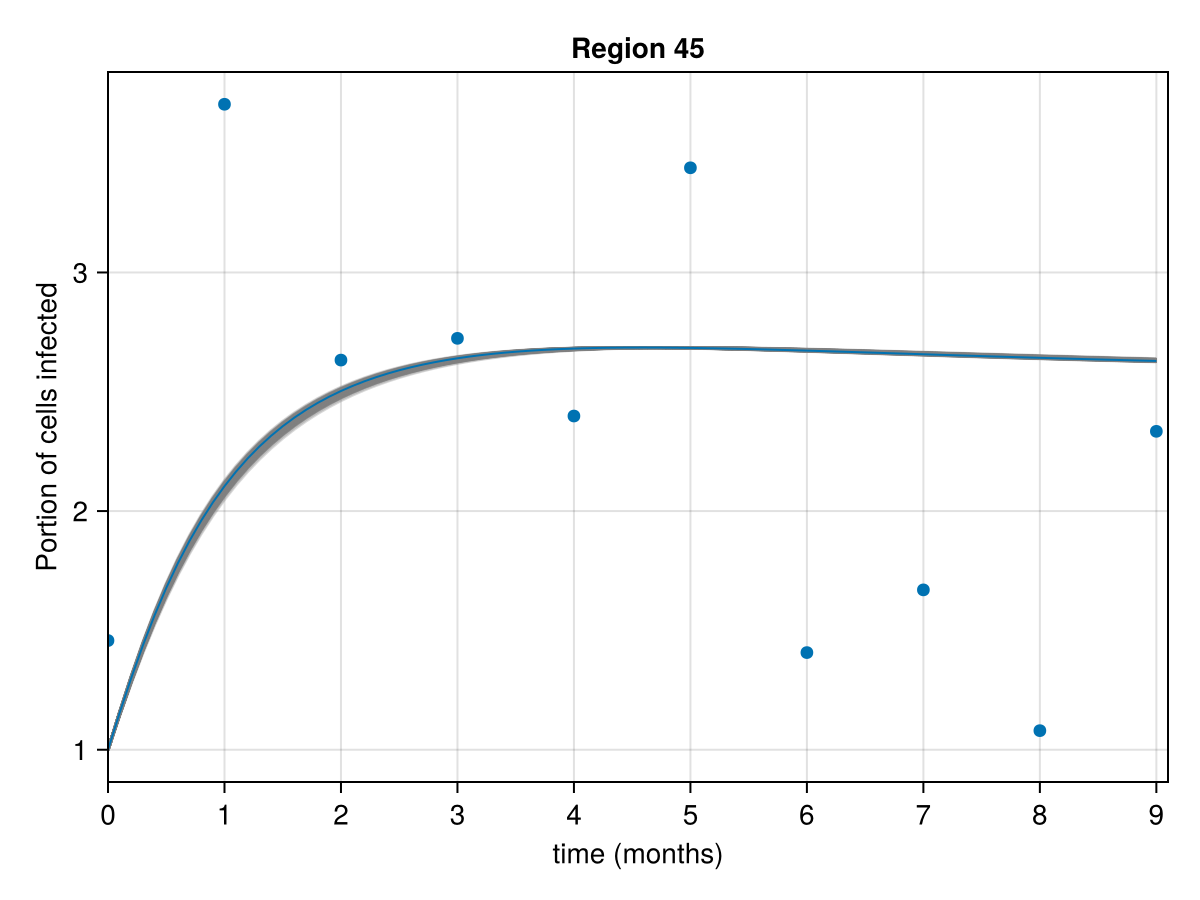 Region 45
Portion of cells infected
3
2
1
0 1 2 3 4 5 6 7 8 9
time (months)